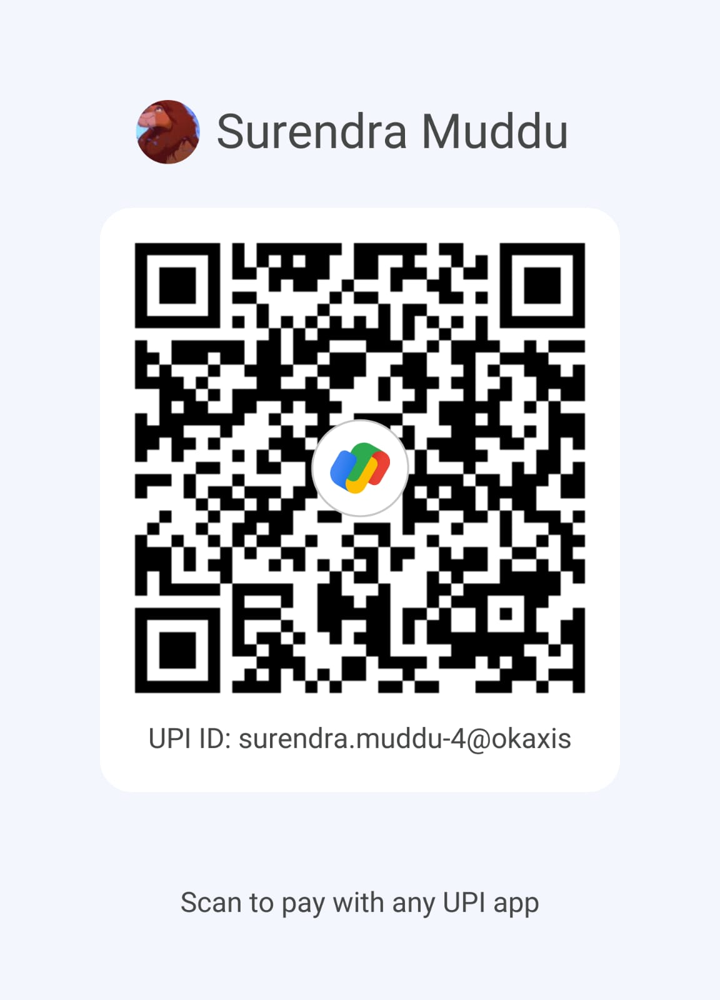 Surendra Muddu
UPI ID: surendra.muddu-4@okaxis
Scan to pay with any UPI app